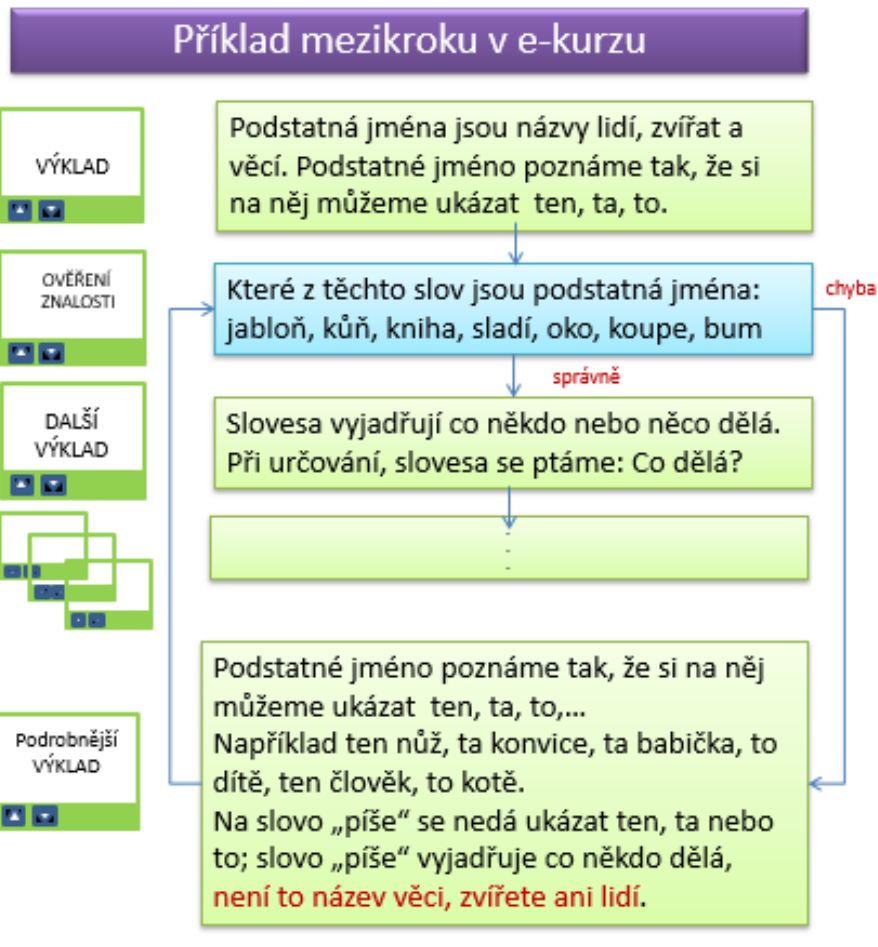 Příklad mezikroku v e-kurzu
VÝKLAD
Podstatná jména jsou názvy lidí, zvířat a
věcí. Podstatné jméno poznáme tak, že si
na něj můžeme ukázat ten, ta, to.
OVĚŘENÍ
ZNALOSTI
Které z těchto slov jsou podstatná jména:
jabloň, kůň, kniha, sladí, oko, koupe, bum
chyba
správně
DALŠÍ
VÝKLAD
Slovesa vyjadřují co někdo nebo něco dělá.
Při určování, slovesa se ptáme: Co dělá?
Podrobnější
VÝKLAD
Podstatné jméno poznáme tak, že si na něj
můžeme ukázat ten, ta, to,...
Například ten nůž, ta konvice, ta babička, to
dítě, ten člověk, to kotě.
Na slovo „píše“ se nedá ukázat ten, ta nebo
to; slovo „píše“ vyjadřuje co někdo dělá,
není to název věci, zvířete ani lidí.